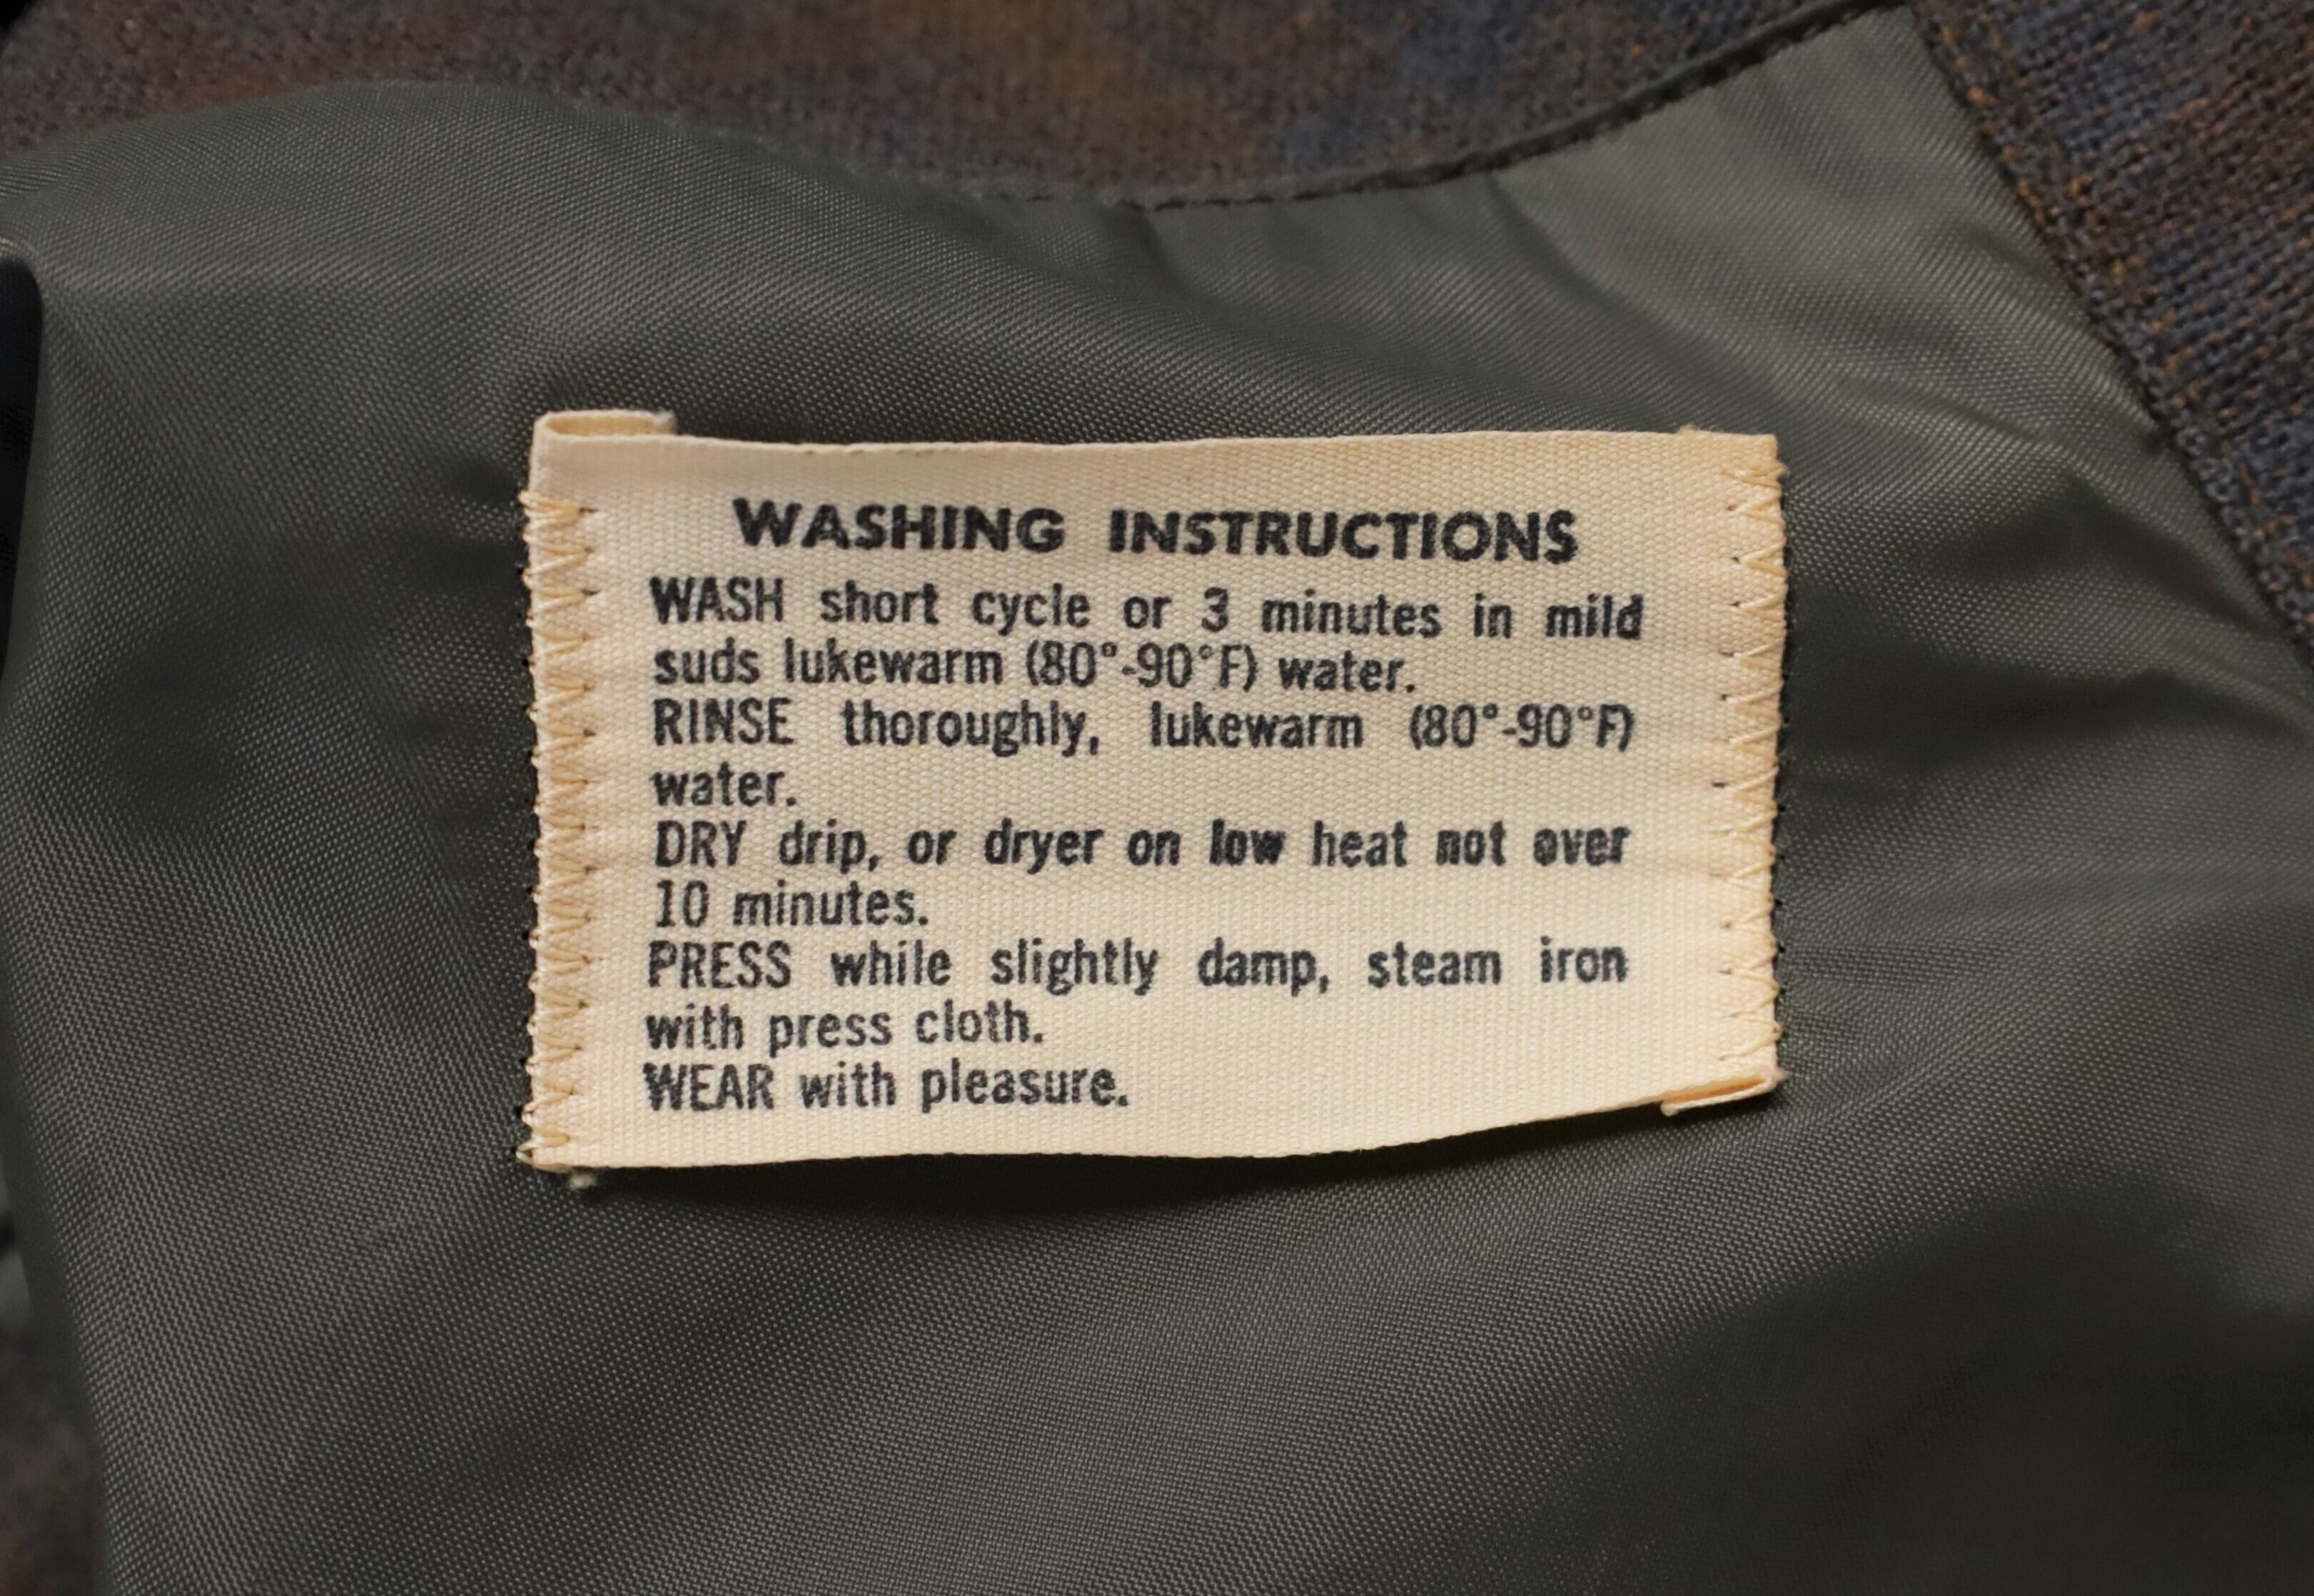 WASHING INSTRUCTIONS
WASH short cycle or 3 minutes in mild
suds lukewarm (80°-90°F) water.
RINSE thoroughly, lukewarm (80°-90°F)
water.
DRY drip, or dryer on low heat not over
10 minutes.
PRESS while slightly damp, steam iron
with press cloth.
WEAR with pleasure.